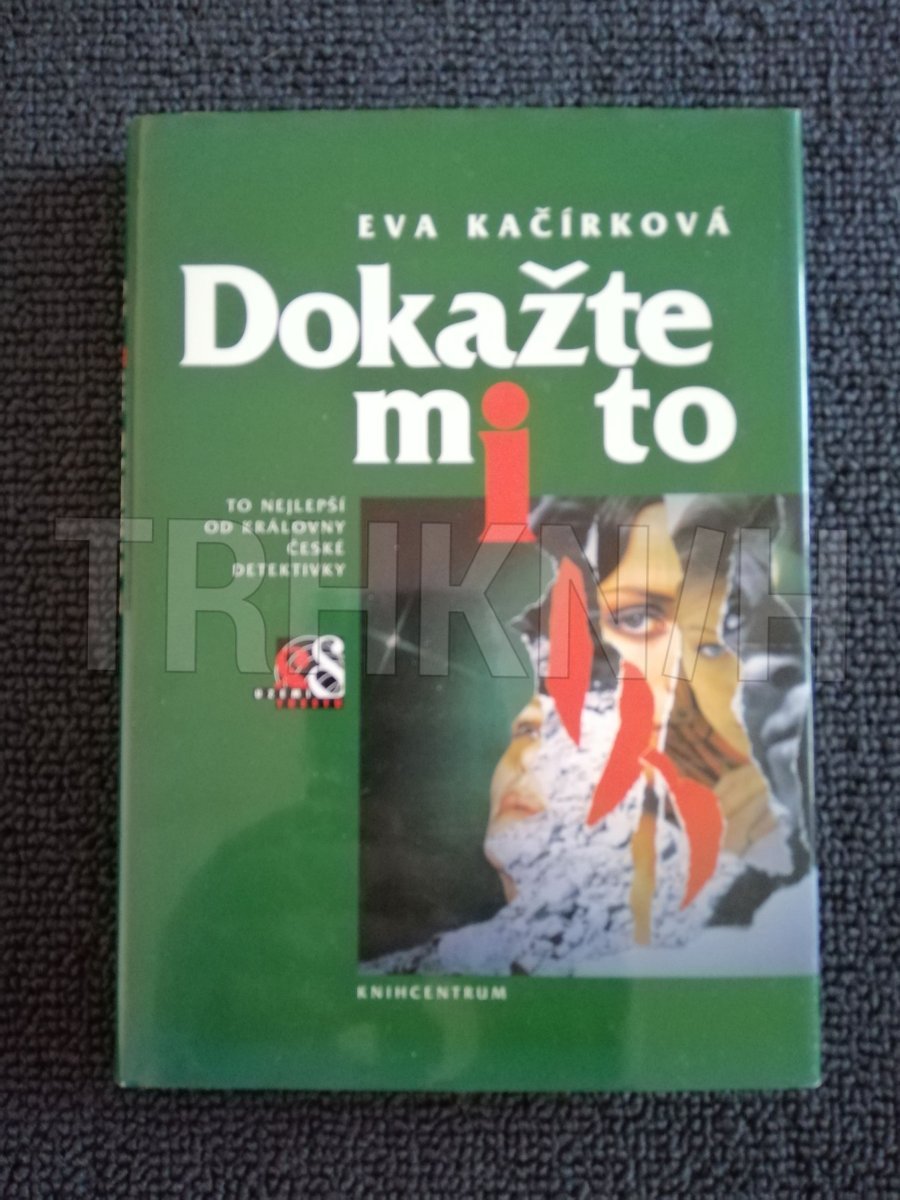 EVA KAČÍRKOVÁ
Dokažte
mi to
TO NEJLEPŠÍ
OD KRÁLOVNY
ČESKÉ
DETEKTIVKY
TRHKNIH
KNIHCENTRUM